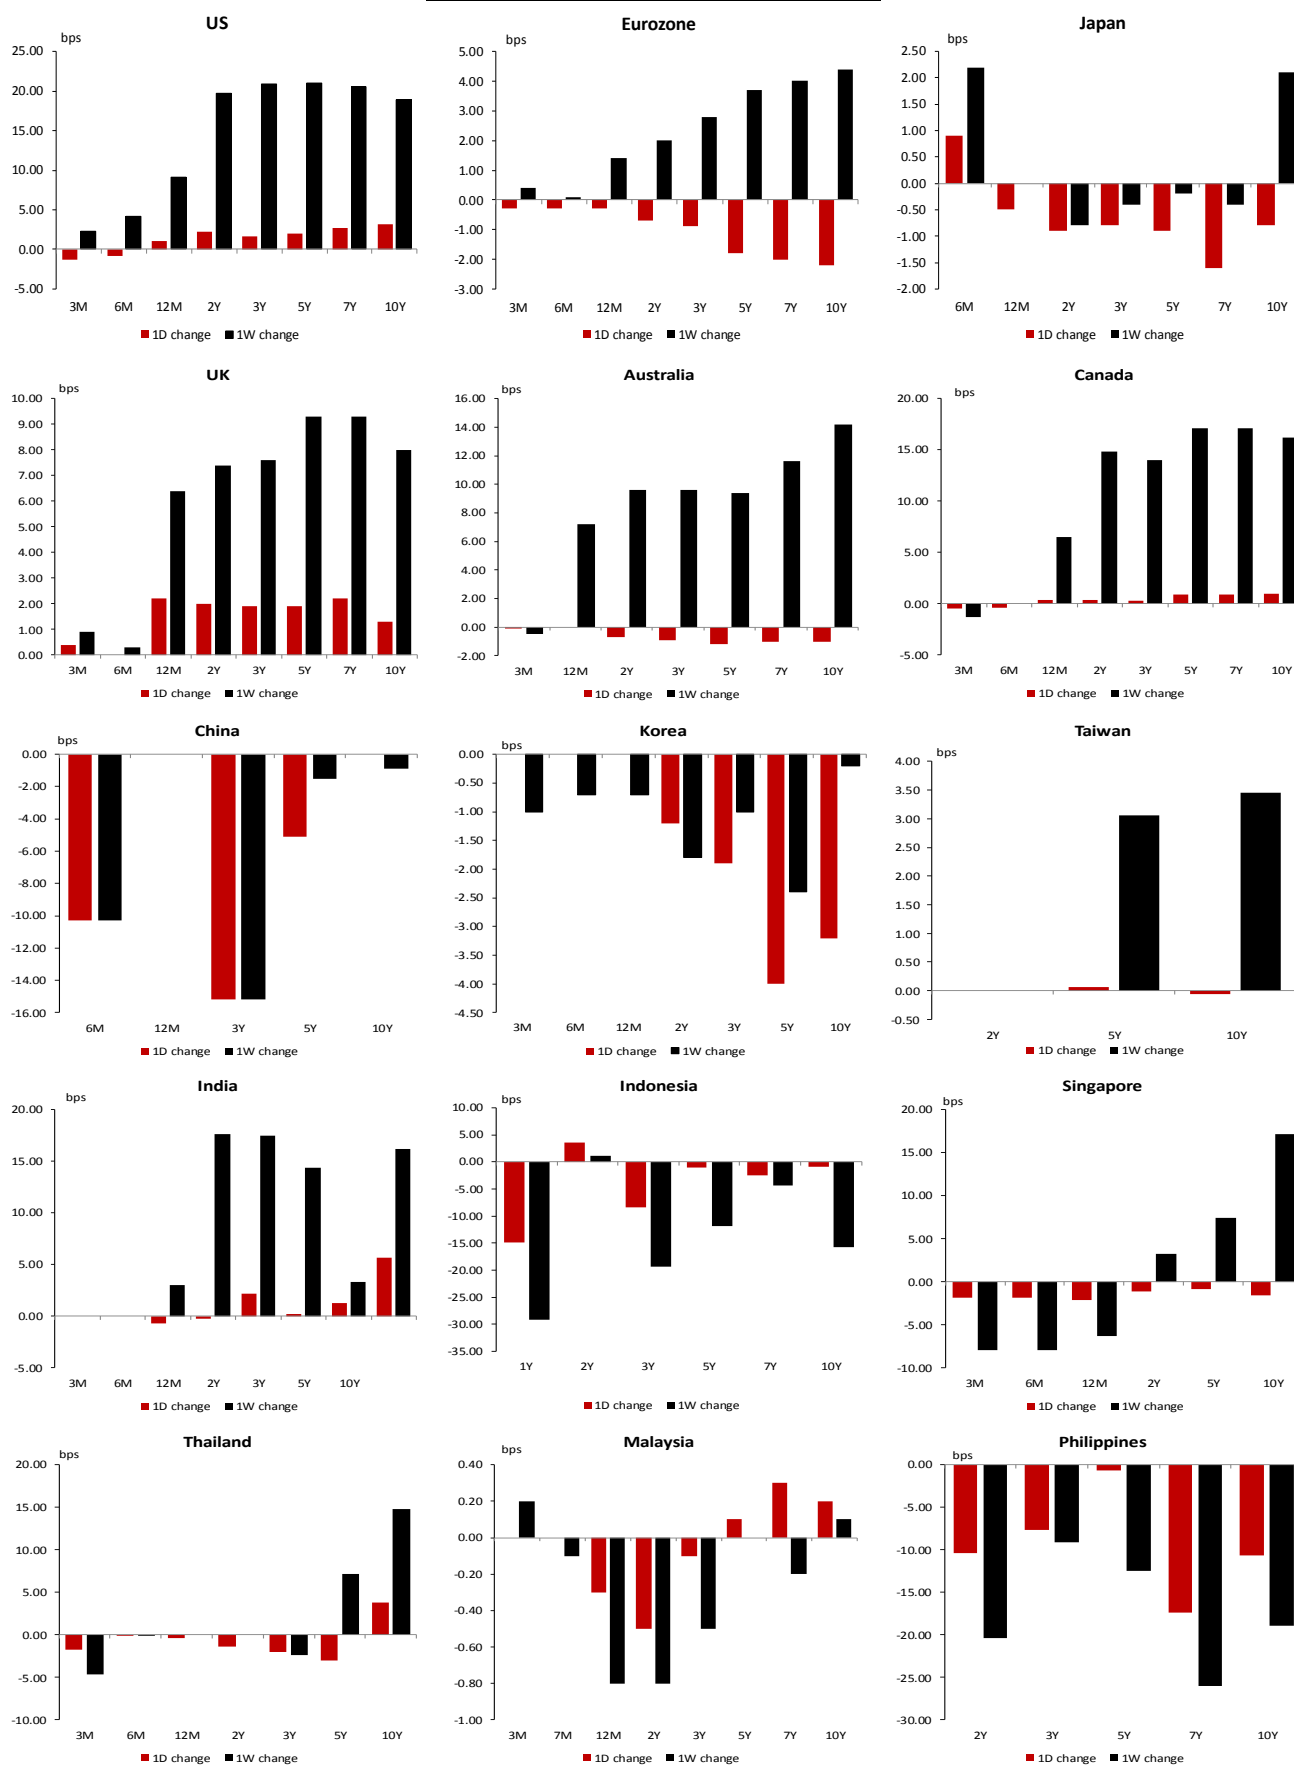 US
bps
25.00
20.00
15.00
10.00
5.00
0.00
-5.00
3M 6M 12M 2Y 3Y 5Y 7Y 10Y
1D change 1W change
Eurozone
bps
5.00
4.00
3.00
2.00
1.00
0.00
-1.00
-2.00
-3.00
3M 6M 12M 2Y 3Y 5Y 7Y 10Y
1D change 1W change
Japan
2.50
2.00
1.50
1.00
0.50
0.00
-0.50
-1.00
-1.50
-2.00
6M 12M 2Y 3Y 5Y 7Y 10Y
1D change 1W change
UK
bps
10.00
9.00
8.00
7.00
6.00
5.00
4.00
3.00
2.00
1.00
0.00
3M 6M 12M 2Y 3Y 5Y 7Y 10Y
1D change 1W change
Australia
bps
16.00
14.00
12.00
10.00
8.00
6.00
4.00
2.00
0.00
-2.00
3M 12M 2Y 3Y 5Y 7Y 10Y
1D change 1W change
Canada
bps
20.00
15.00
10.00
5.00
0.00
-5.00
3M 6M 12M 2Y 3Y 5Y 7Y 10Y
1D change 1W change
China
bps
0.00
-2.00
-4.00
-6.00
-8.00
-10.00
-12.00
-14.00
-16.00
6M 12M 3Y 5Y 10Y
1D change 1W change
Korea
bps
0.00
-0.50
-1.00
-1.50
-2.00
-2.50
-3.00
-3.50
-4.00
-4.50
3M 6M 12M 2Y 3Y 5Y 10Y
1D change 1W change
Taiwan
bps
4.00
3.50
3.00
2.50
2.00
1.50
1.00
0.50
0.00
-0.50
2Y 5Y 10Y
1D change 1W change
India
bps
20.00
15.00
10.00
5.00
0.00
-5.00
3M 6M 12M 2Y 3Y 5Y 10Y
1D change 1W change
Indonesia
bps
10.00
5.00
0.00
-5.00
-10.00
-15.00
-20.00
-25.00
-30.00
-35.00
1Y 2Y 3Y 5Y 7Y 10Y
1D change 1W change
Singapore
bps
20.00
15.00
10.00
5.00
0.00
-5.00
-10.00
3M 6M 12M 2Y 5Y 10Y
1D change 1W change
Thailand
bps
20.00
15.00
10.00
5.00
0.00
-5.00
-10.00
3M 6M 12M 2Y 3Y 5Y 10Y
1D change 1W change
Malaysia
bps
0.40
0.20
0.00
-0.20
-0.40
-0.60
-0.80
-1.00
3M 7M 12M 2Y 3Y 5Y 7Y 10Y
1D change 1W change
Philippines
bps
0.00
-5.00
-10.00
-15.00
-20.00
-25.00
-30.00
2Y 3Y 5Y 7Y 10Y
1D change 1W change